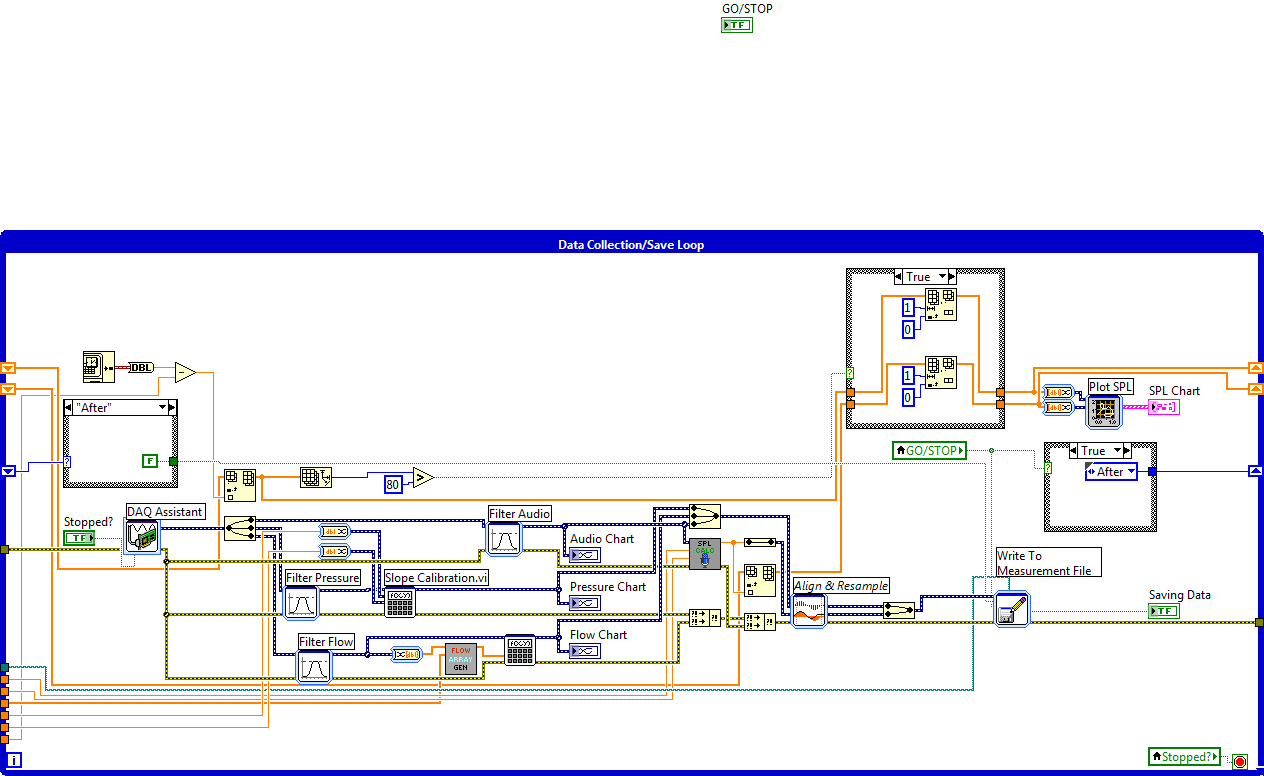 GO/STOP
TF
Data Collection/Save Loop
True
1
0
1
0
DBL
-
"After"
?
F
?
Plot SPL
SPL Chart
GO/STOP
True
?
After
80
>
Stopped?
TF
DAQ Assistant
Filter Audio
Audio Chart
SPL
CALC
Filter Pressure
Slope Calibration.vi
Pressure Chart
Align & Resample
Write To
Measurement File
Saving Data
TF
Filter Flow
Flow Chart
FLOW
ARRAY
GEN
i
Stopped?